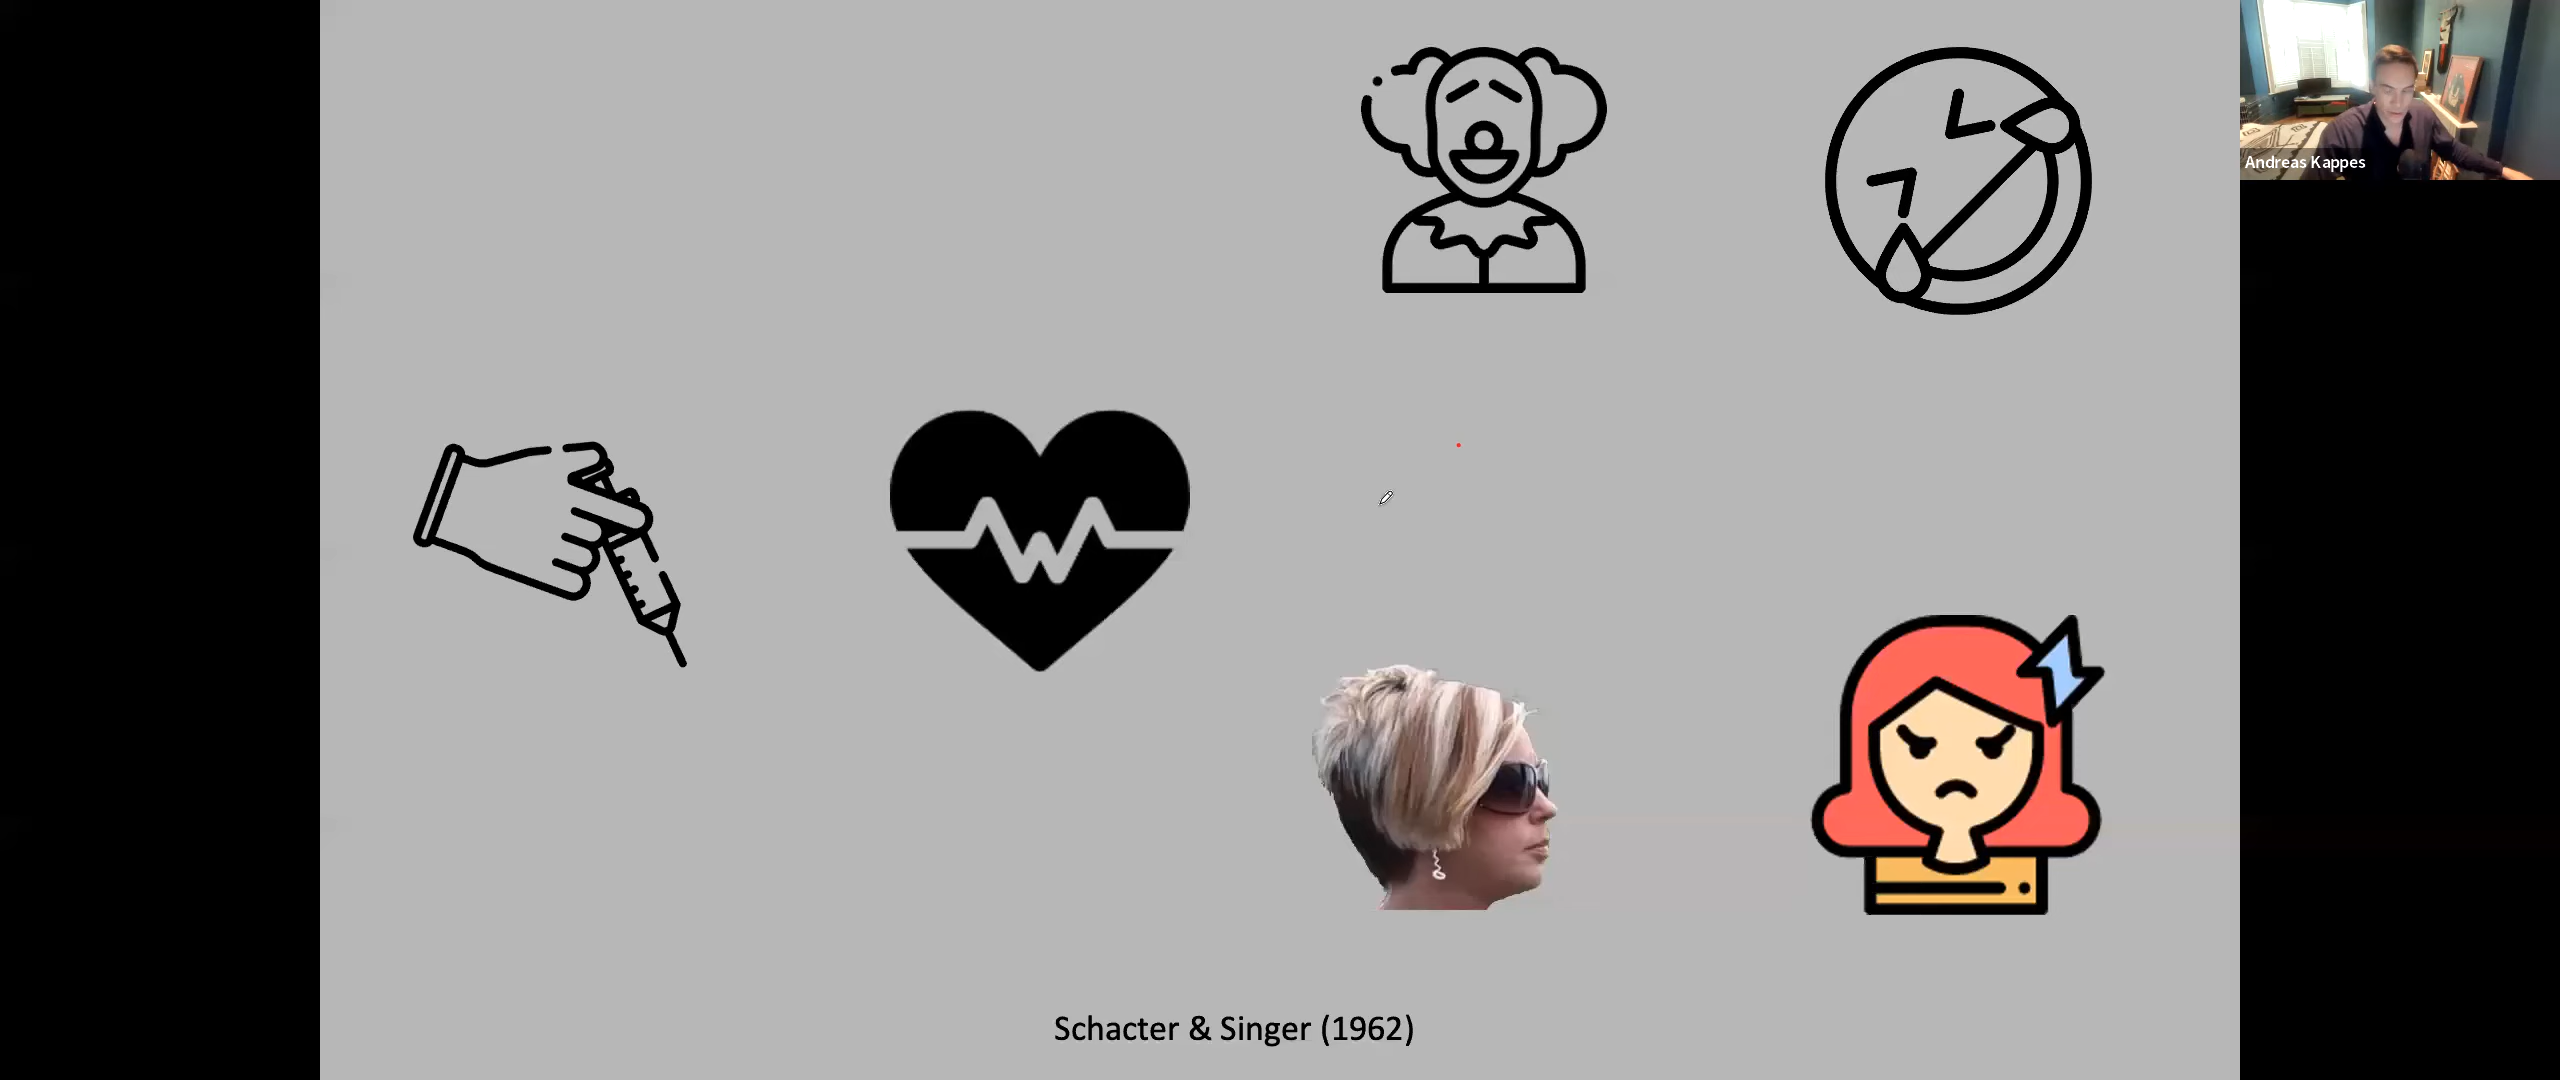 Andreas Kappes
Schacter & Singer (1962)